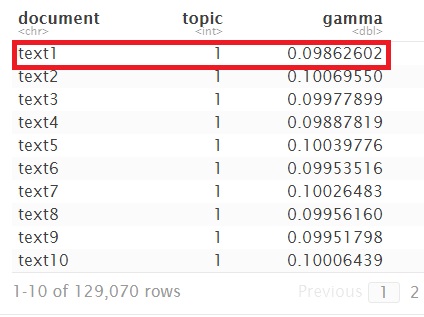 document topic gamma
<chr> <int> <dbl>
text1 1 0.09862602
text2 1 0.10069550
text3 1 0.09977899
text4 1 0.09887819
text5 1 0.10039776
text6 1 0.09953516
text7 1 0.10026483
text8 1 0.09956160
text9 1 0.09951798
text10 1 0.10006439
1-10 of 129,070 rows Previous 1 2